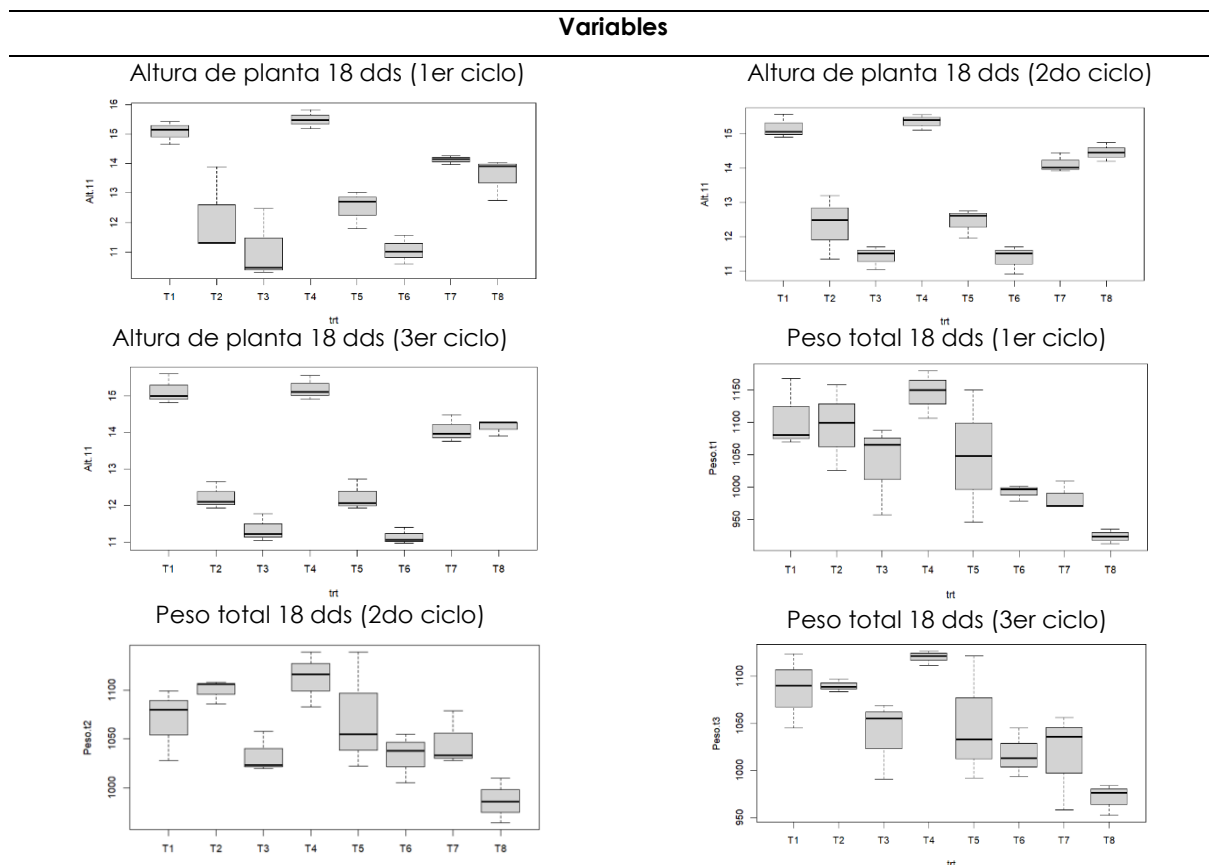 Variables
Altura de planta 18 dds (1er ciclo)
Alt.11
16
15
14
13
12
11
T1 T2 T3 T4 T5 T6 T7 T8
trt
Altura de planta 18 dds (2do ciclo)
Alt.11
15
14
13
12
11
T1 T2 T3 T4 T5 T6 T7 T8
trt
Altura de planta 18 dds (3er ciclo)
Alt.11
15
14
13
12
11
T1 T2 T3 T4 T5 T6 T7 T8
trt
Peso total 18 dds (1er ciclo)
Peso.t1
1150
1100
1050
1000
950
T1 T2 T3 T4 T5 T6 T7 T8
trt
Peso total 18 dds (2do ciclo)
Peso.t2
1100
1050
1000
T1 T2 T3 T4 T5 T6 T7 T8
Peso total 18 dds (3er ciclo)
Peso.t3
1100
1050
1000
950
T1 T2 T3 T4 T5 T6 T7 T8
trt